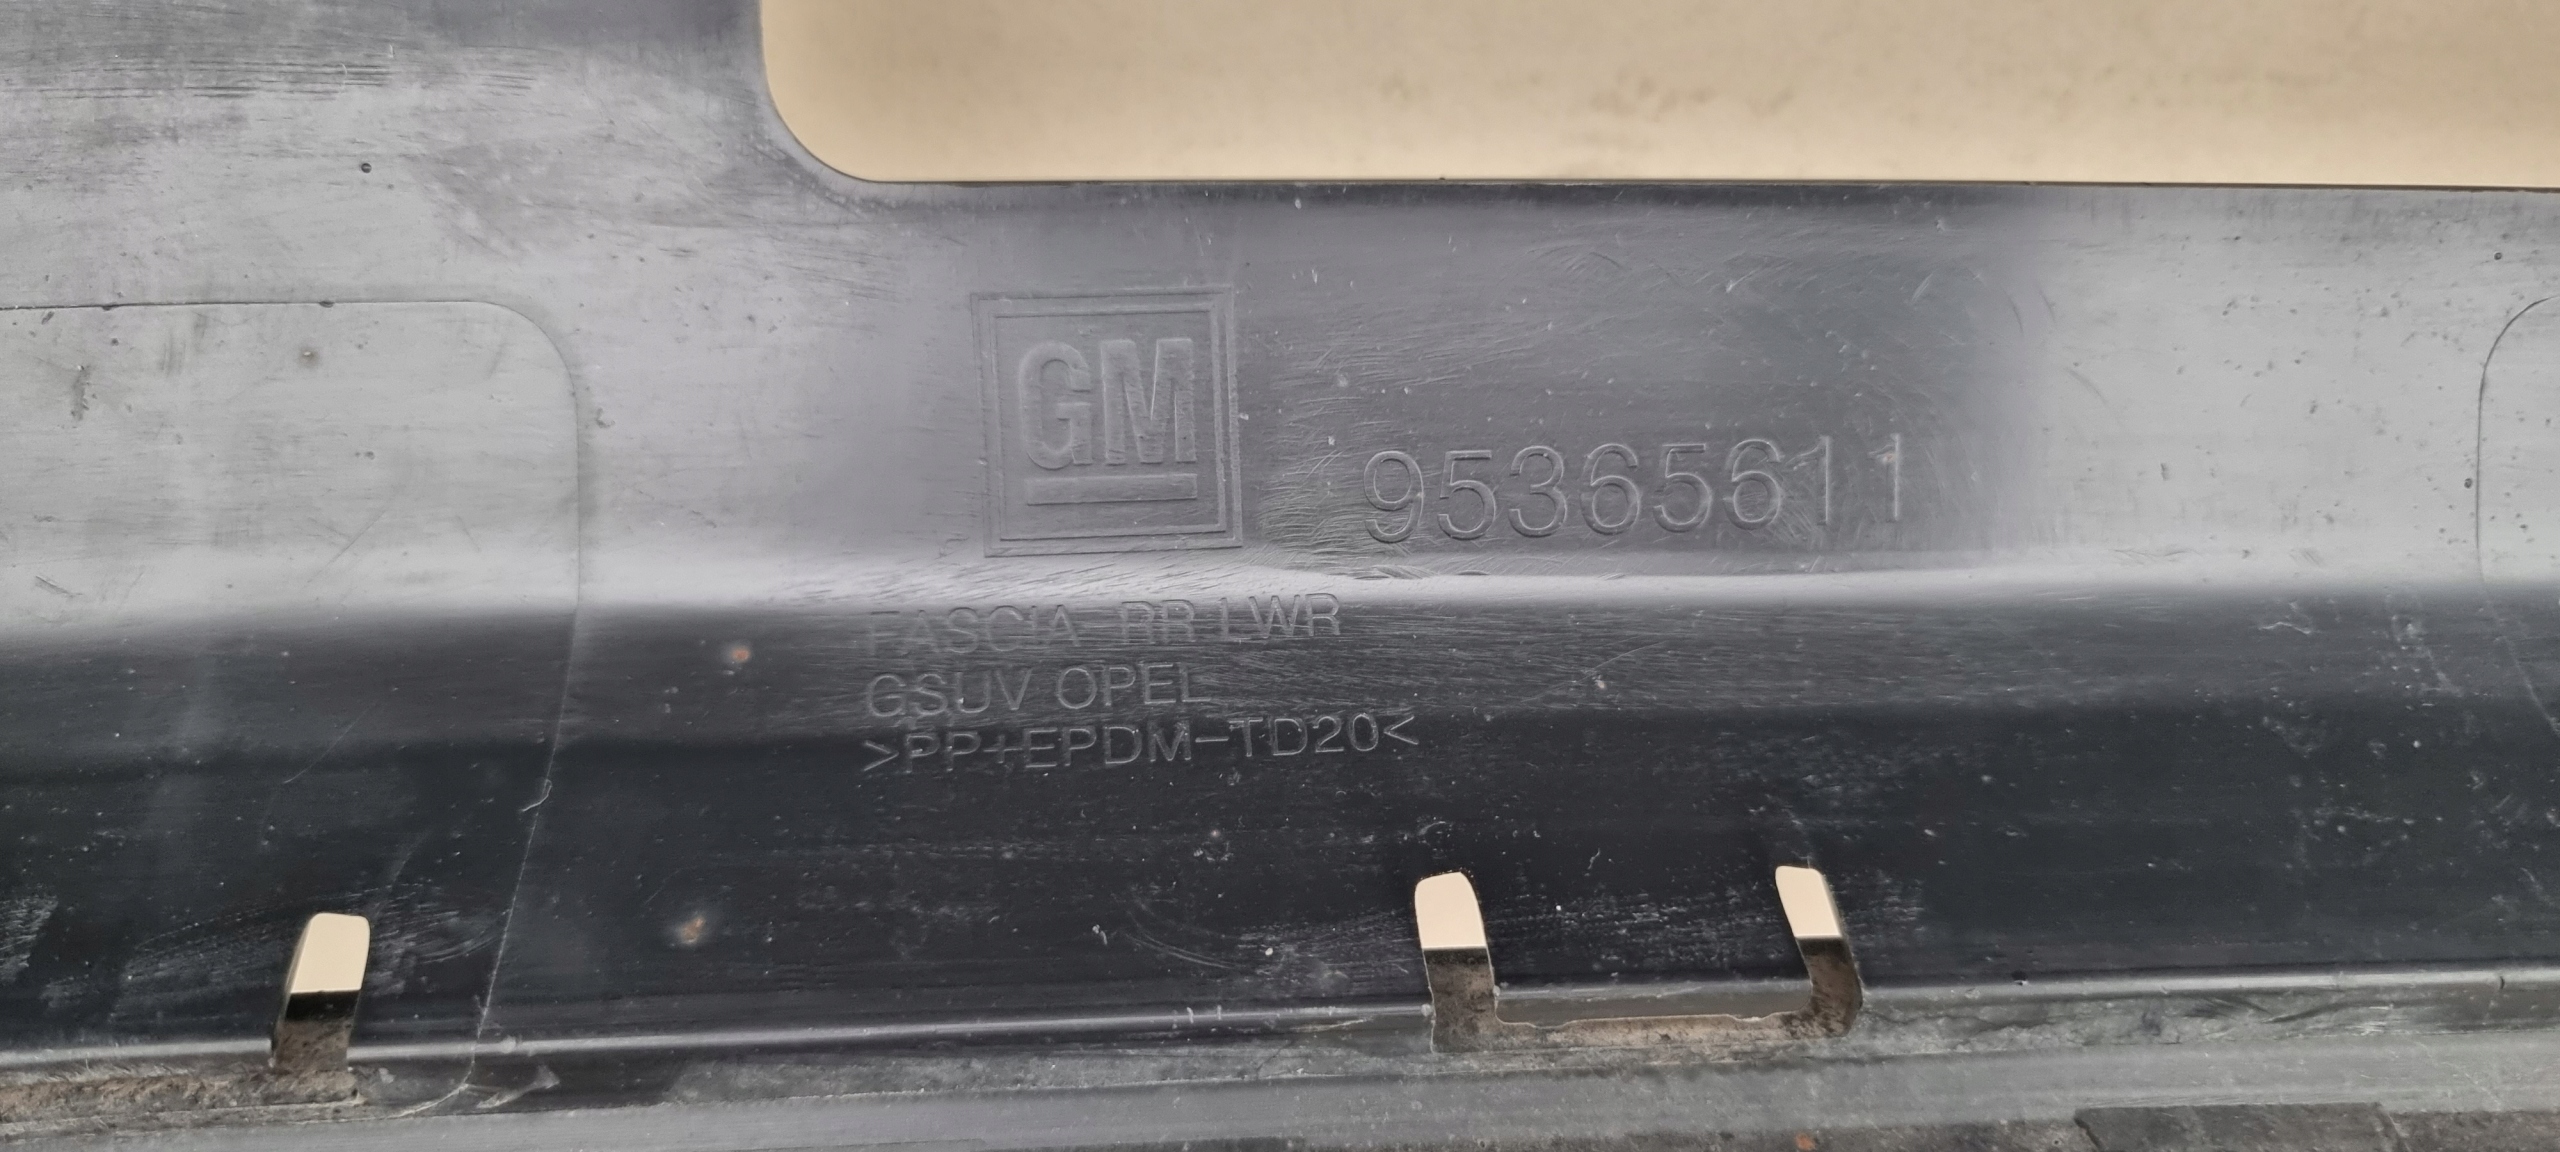 GM
95365611
FASCIA-RR LWR
GSUV OPEL
>PP+EPDM-TD20<